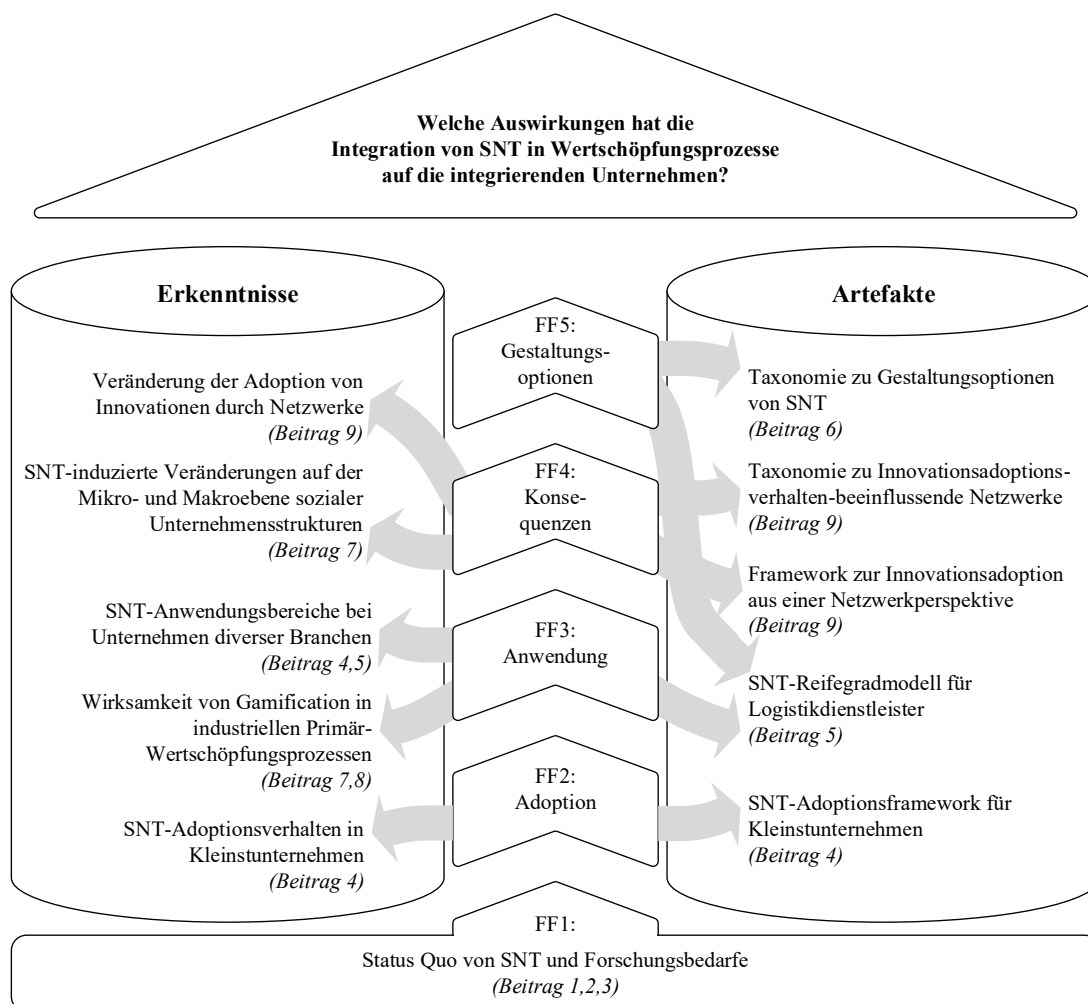 Welche Auswirkungen hat die
Integration von SNT in Wertschöpfungsprozesse
auf die integrierenden Unternehmen?
Erkenntnisse
Veränderung der Adoption von
Innovationen durch Netzwerke
(Beitrag 9)
SNT-induzierte Veränderungen auf der
Mikro- und Makroebene sozialer
Unternehmensstrukturen
(Beitrag 7)
SNT-Anwendungsbereiche bei
Unternehmen diverser Branchen
(Beitrag 4,5)
Wirksamkeit von Gamification in
industriellen Primär-
Wertschöpfungsprozessen
(Beitrag 7,8)
SNT-Adoptionsverhalten in
Kleinstunternehmen
(Beitrag 4)
FF5:
Gestaltungs-
optionen
FF4:
Konse-
quenzen
FF3:
Anwendung
FF2:
Adoption
FF1:
Artefakte
Taxonomie zu Gestaltungsoptionen
von SNT
(Beitrag 6)
Taxonomie zu Innovationsadoptions-
verhalten-beeinflussende Netzwerke
(Beitrag 9)
Framework zur Innovationsadoption
aus einer Netzwerkperspektive
(Beitrag 9)
SNT-Reifegradmodell für
Logistikdienstleister
(Beitrag 5)
SNT-Adoptionsframework für
Kleinstunternehmen
(Beitrag 4)
Status Quo von SNT und Forschungsbedarfe
(Beitrag 1,2,3)